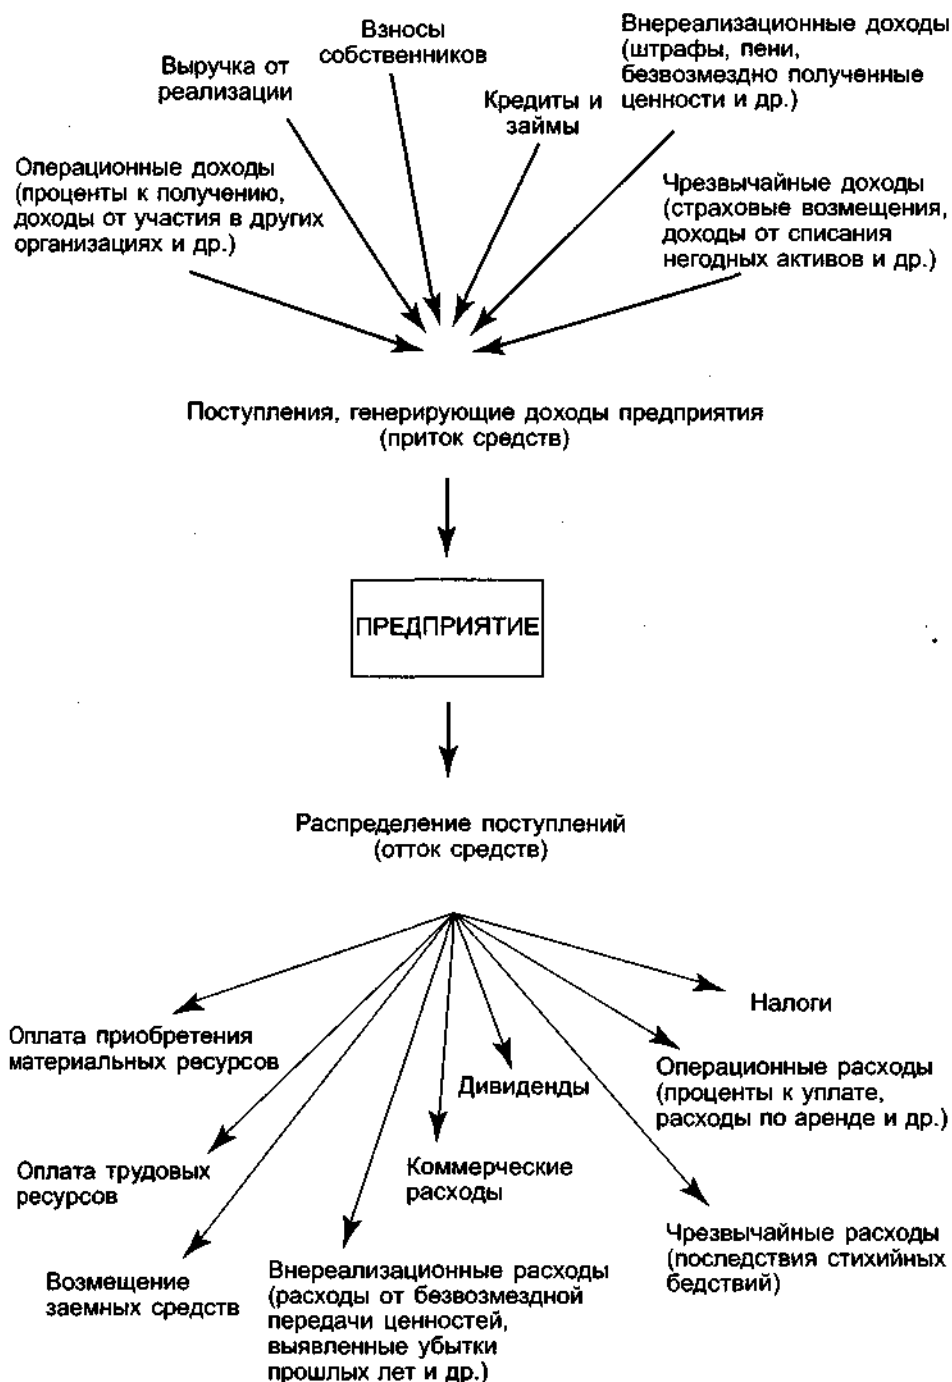 Взносы
собственников
Внереализационные доходы
(штрафы, пени,
безвозмездно полученные
ценности и др.)
Выручка от
реализации
Кредиты и
займы
Операционные доходы
(проценты к получению,
доходы от участия в других
организациях и др.)
Чрезвычайные доходы
(страховые возмещения,
доходы от списания
негодных активов и др.)
Поступления, генерирующие доходы предприятия
(приток средств)
ПРЕДПРИЯТИЕ
Распределение поступлений
(отток средств)
Оплата приобретения
материальных ресурсов
Налоги
Дивиденды
Операционные расходы
(проценты к уплате,
расходы по аренде и др.)
Оплата трудовых
ресурсов
Коммерческие
расходы
Чрезвычайные расходы
(последствия стихийных
бедствий)
Возмещение
заемных средств
Внереализационные расходы
(расходы от безвозмездной
передачи ценностей,
выявленные убытки
прошлых лет и др.)